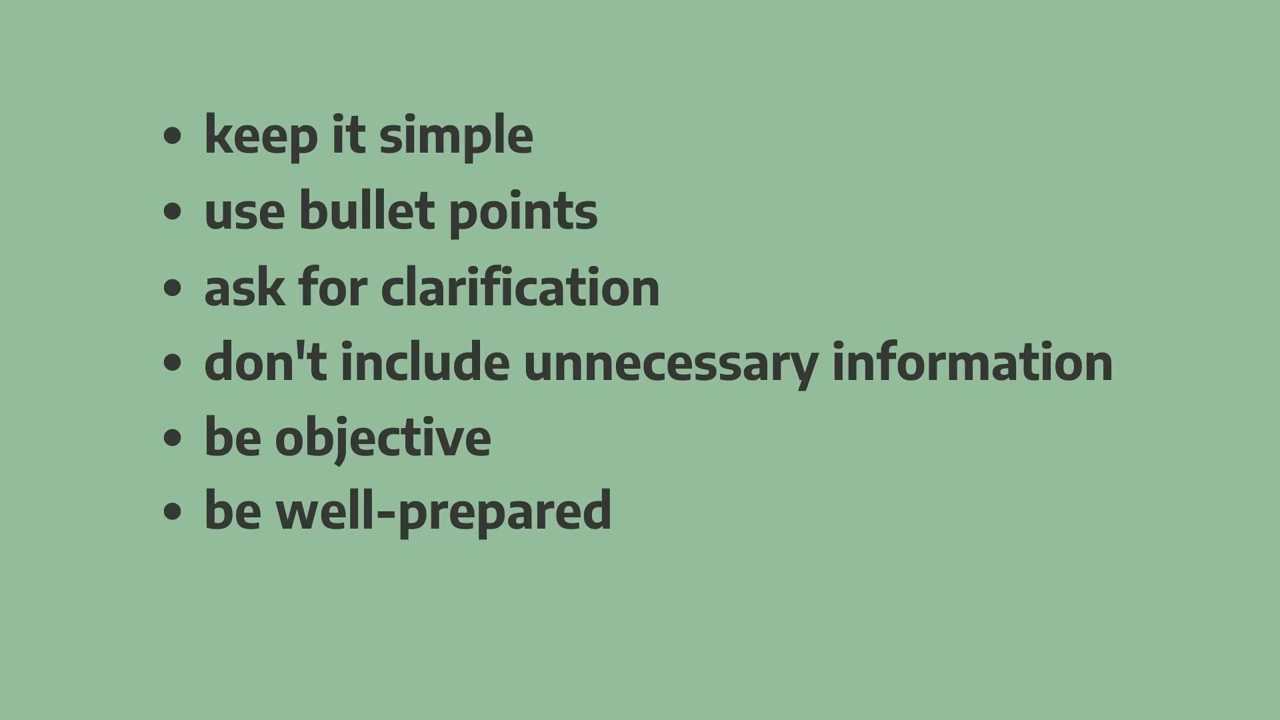 • keep it simple
• use bullet points
• ask for clarification
• don't include unnecessary information
• be objective
• be well-prepared